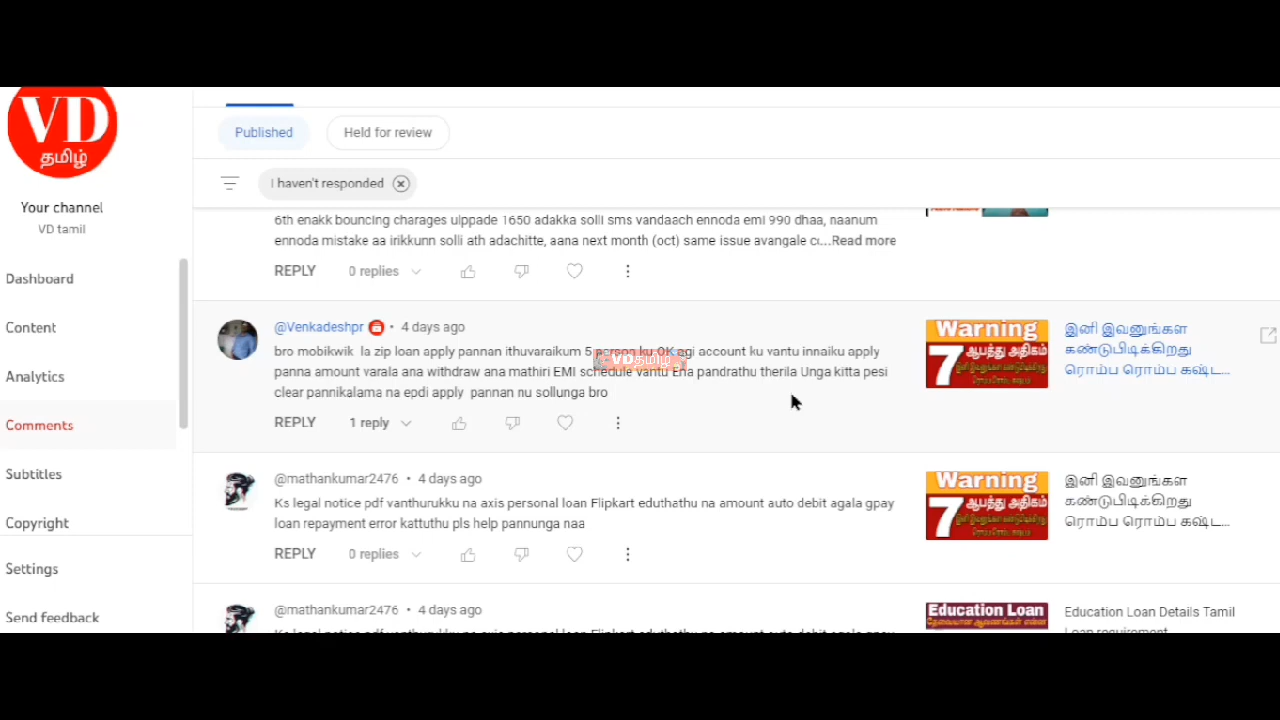 VD
தமிழ்
Your channel
VD tamil
Dashboard
Content
Analytics
Comments
Subtitles
Copyright
Settings
Send feedback
Published
Held for review
I haven't responded
6th enakk bouncing charages ulppade 1650 adakka solli sms vandaach ennoda emi 990 dhaa, naanum
ennoda mistake aa irikkunn solli ath adachitte, aana next month (oct) same issue avangale cu...Read more
REPLY 0 replies
@Venkadeshpr • 4 days ago
bro mobikwik la zip loan apply pannan ithuvaraikum 5 person ku 0K agi account ku vantu innaiku apply
panna amount varala ana withdraw ana mathiri EMI schedule vantu Ena pandrathu therila Unga kitta pesi
clear pannikalama na epdi apply pannan nu sollunga bro
VDதமிழ்
REPLY 1 reply
Warning
7 ஆபத்து அதிகம்
இனி இவனுங்கள
கண்டுபிடிக்கிறது
ரொம்ப ரொம்ப கஷ்ட...
@mathankumar2476 • 4 days ago
Ks legal notice pdf vanthurukku na axis personal loan Flipkart eduthathu na amount auto debit agala gpay
loan repayment error kattuthu pls help pannunga naa
REPLY 0 replies
Warning
7 ஆபத்து அதிகம்
இனி இவனுங்கள
கண்டுபிடிக்கிறது
ரொம்ப ரொம்ப கஷ்ட...
@mathankumar2476 • 4 days ago
Education Loan
தேவையான ஆவணங்கள் என்ன
Education Loan Details Tamil
Loan requirement